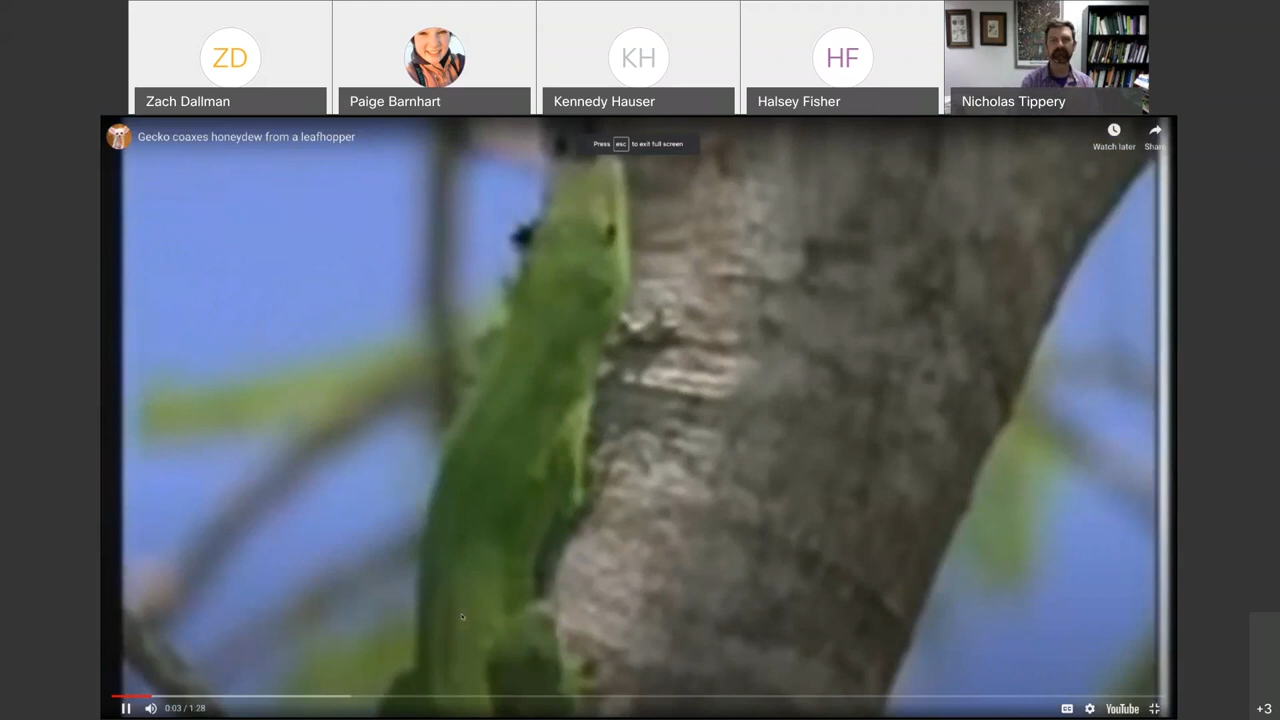 ZD
KH
HF
Zach Dallman
Paige Barnhart
Kennedy Hauser
Halsey Fisher
Nicholas Tippery
Gecko coaxes honeydew from a leafhopper
Press esc to exit full screen
Watch later
Share
0:03 / 1:28
CC
YouTube
+3